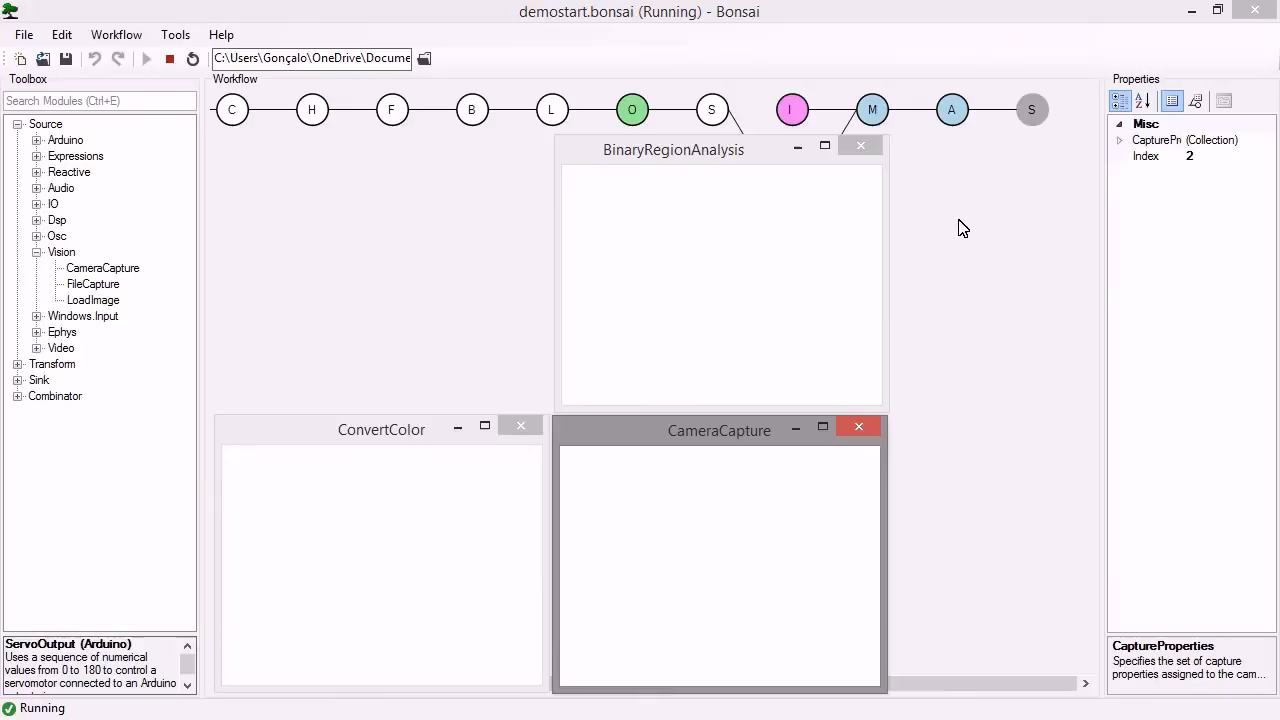 demostart.bonsai (Running) - Bonsai
File Edit Workflow Tools Help
C:\Users\Gonçalo\OneDrive\Docume
Toolbox
Workflow
Properties
Search Modules (Ctrl+E)
Source
Arduino
Expressions
Reactive
Audio
IO
Dsp
Osc
Vision
CameraCapture
FileCapture
LoadImage
Windows.Input
Ephys
Video
Transform
Sink
Combinator
ServoOutput (Arduino)
Uses a sequence of numerical
values from 0 to 180 to control a
servomotor connected to an Arduino
C H F B L O S I M A S
BinaryRegionAnalysis
ConvertColor
CameraCapture
Misc
CapturePr (Collection)
Index 2
CaptureProperties
Specifies the set of capture
properties assigned to the cam...
Running